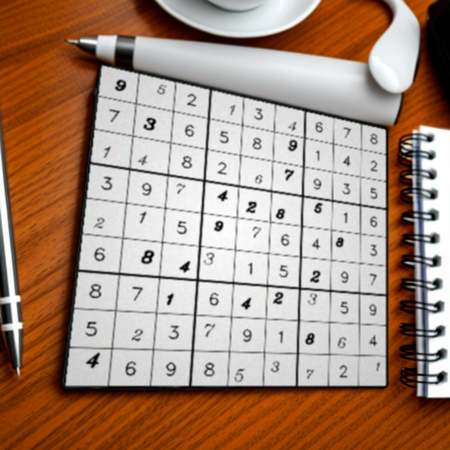 9 5 2 1 3 4 6 7 8
7 3 6 5 8 9 1 4 2
1 4 8 2 6 7 9 3 5
3 9 7 4 2 8 5 1 6
2 1 5 9 7 6 4 8 3
6 8 4 3 1 5 2 9 7
8 7 1 6 4 2 3 5 9
5 2 3 7 9 1 8 6 4
4 6 9 8 5 3 7 2 1